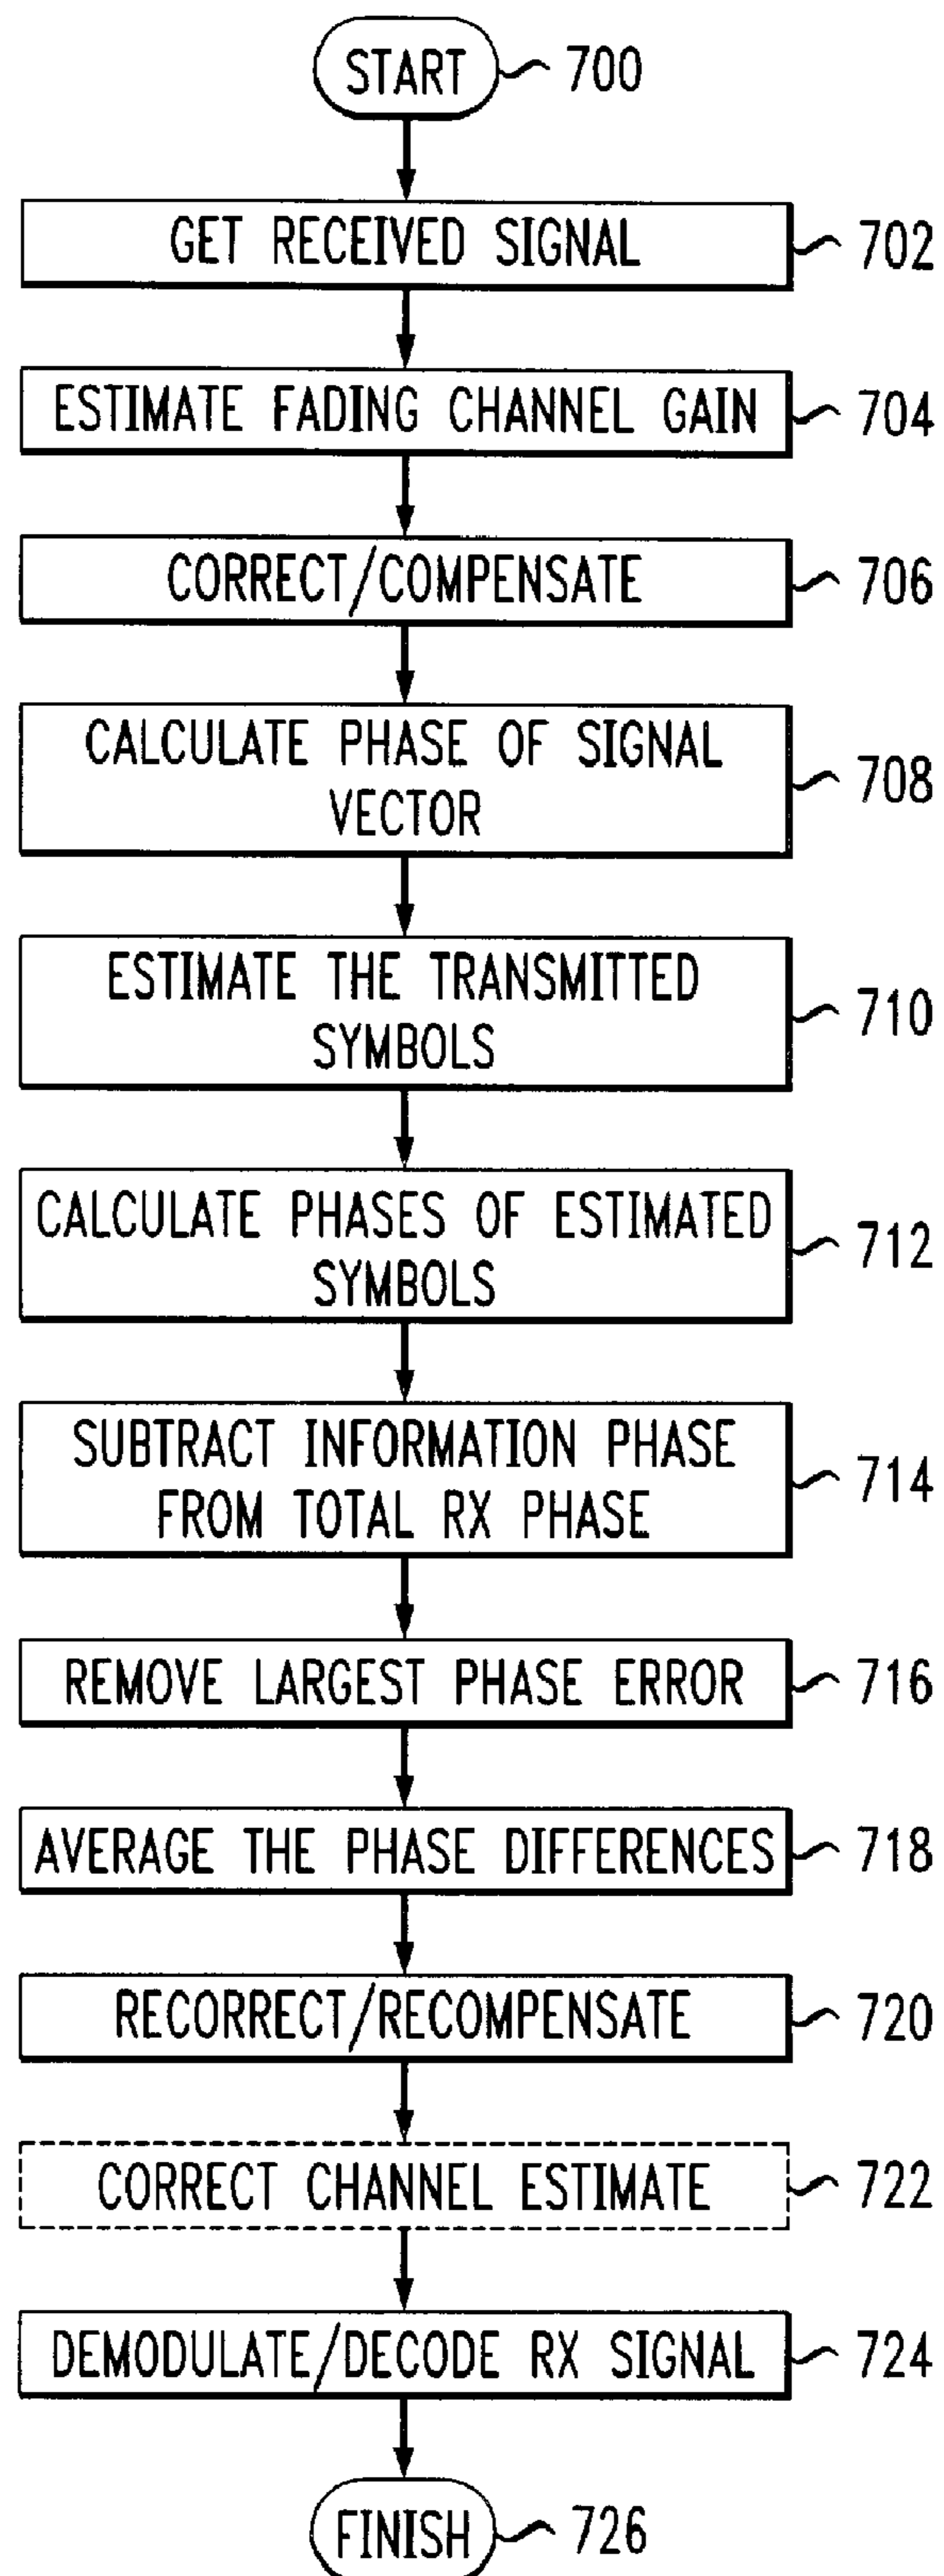 START 700
GET RECEIVED SIGNAL 702
ESTIMATE FADING CHANNEL GAIN 704
CORRECT/COMPENSATE 706
CALCULATE PHASE OF SIGNAL
VECTOR 708
ESTIMATE THE TRANSMITTED
SYMBOLS 710
CALCULATE PHASES OF ESTIMATED
SYMBOLS 712
SUBTRACT INFORMATION PHASE
FROM TOTAL RX PHASE 714
REMOVE LARGEST PHASE ERROR 716
AVERAGE THE PHASE DIFFERENCES 718
RECORRECT/RECOMPENSATE 720
CORRECT CHANNEL ESTIMATE 722
DEMODULATE/DECODE RX SIGNAL 724
FINISH 726